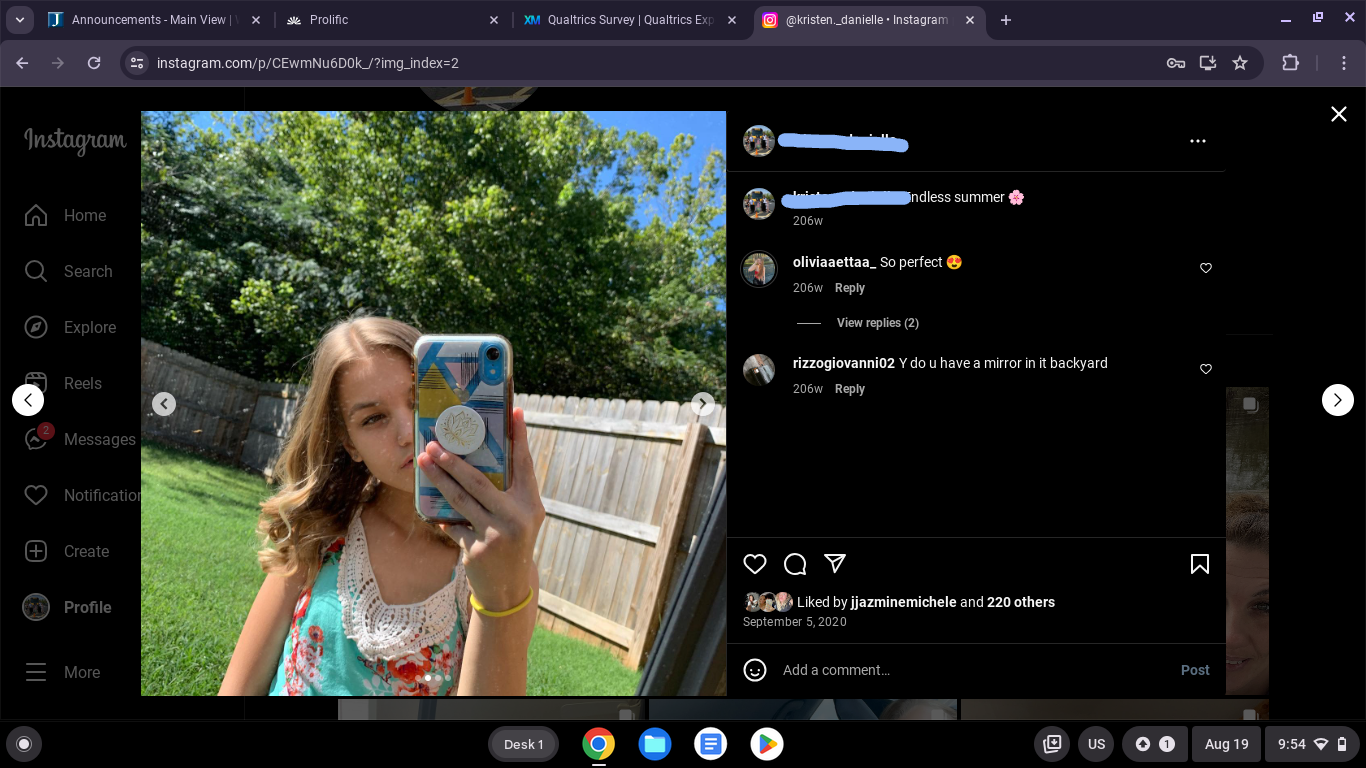 Announcements - Main View |
Prolific
Qualtrics Survey | Qualtrics Exp
@kristen._danielle • Instagram
instagram.com/p/CEwmNu6D0k_/?img_index=2
Instagram
Home
Search
Explore
Reels
2
Messages
Notification
Create
Profile
More
ndless summer 🌸
206w
oliviaaettaa_ So perfect 😍
206w Reply
View replies (2)
rizzogiovanni02 Y do u have a mirror in it backyard
206w Reply
Liked by jjazminemichele and 220 others
September 5, 2020
Add a comment...
Post
Desk 1
US
1
Aug 19
9:54